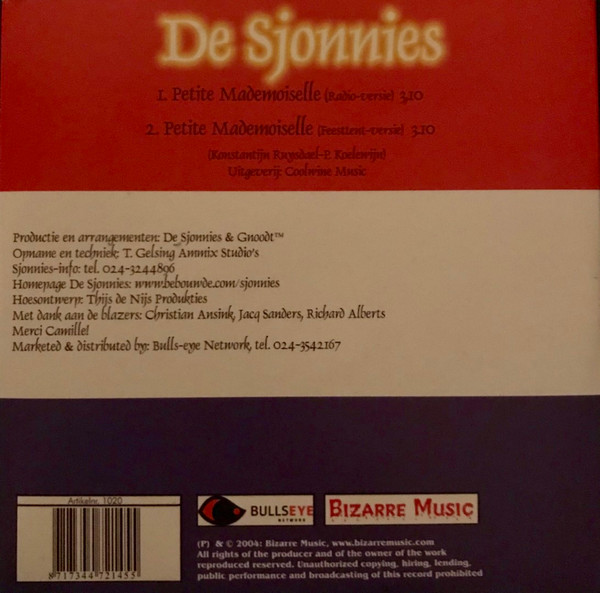 De Sjonnies
1. Petite Mademoiselle (Radio-versie) 3.10
2. Petite Mademoiselle (Feesttent-versie) 3.10
(Konstantijn Ruysdael-P. Koelewijn)
Uitgeverij: Coolwine Music
Productie en arrangementen: De Sjonnies & Gnoodt™
Opname en techniek: T. Gelsing Ammix Studio's
Sjonnies-info: tel. 024-3244896
Homepage De Sjonnies: www.bebouwde.com/sjonnies
Hoesontwerp: Thijs de Nijs Produkties
Met dank aan de blazers: Christian Ansink, Jacq Sanders, Richard Alberts
Merci Camille!
Marketed & distributed by: Bulls-eye Network, tel. 024-3542167
Artikelnr. 1020
8 717344 721455
BULLSEYE
NETWORK
BIZARRE MUSIC
(P) & © 2004: Bizarre Music, www.bizarremusic.com
All rights of the producer and of the owner of the work
reproduced reserved. Unauthorized copying, hiring, lending,
public performance and broadcasting of this record prohibited